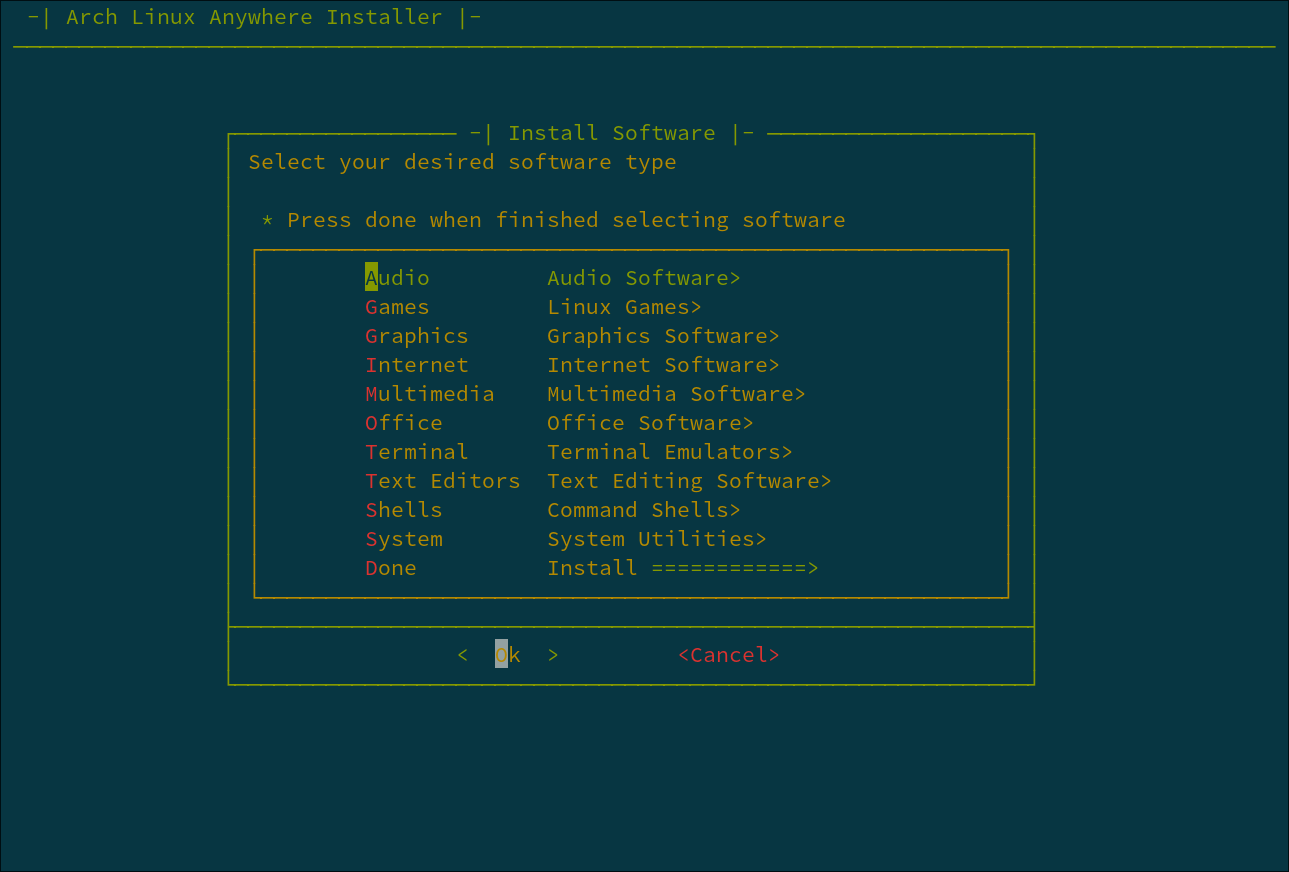 -| Arch Linux Anywhere Installer |-
-| Install Software |-
Select your desired software type
* Press done when finished selecting software
Audio Audio Software>
Games Linux Games>
Graphics Graphics Software>
Internet Internet Software>
Multimedia Multimedia Software>
Office Office Software>
Terminal Terminal Emulators>
Text Editors Text Editing Software>
Shells Command Shells>
System System Utilities>
Done Install ============>
< Ok > <Cancel>